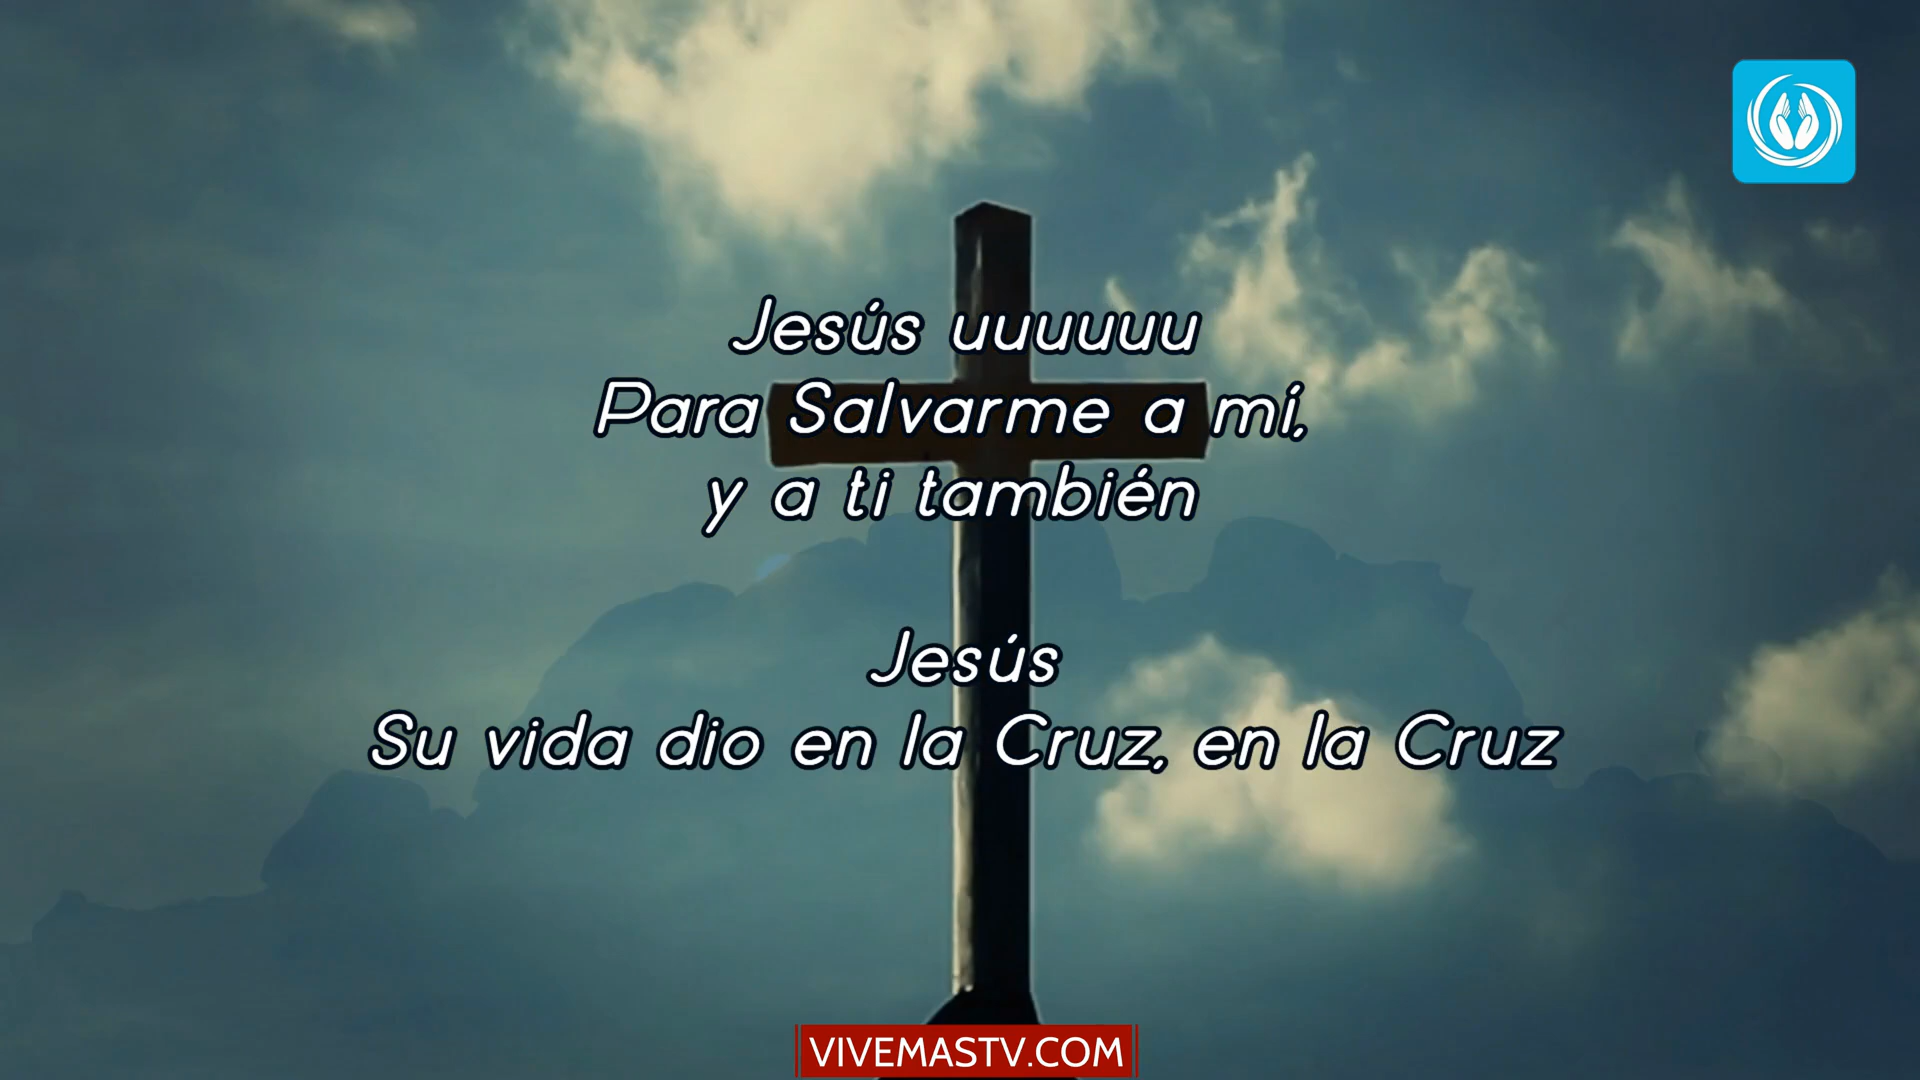 Jesús uuuuuu
Para Salvarme a mí,
y a ti también
Jesús
Su vida dio en la Cruz, en la Cruz
VIVEMASTV.COM